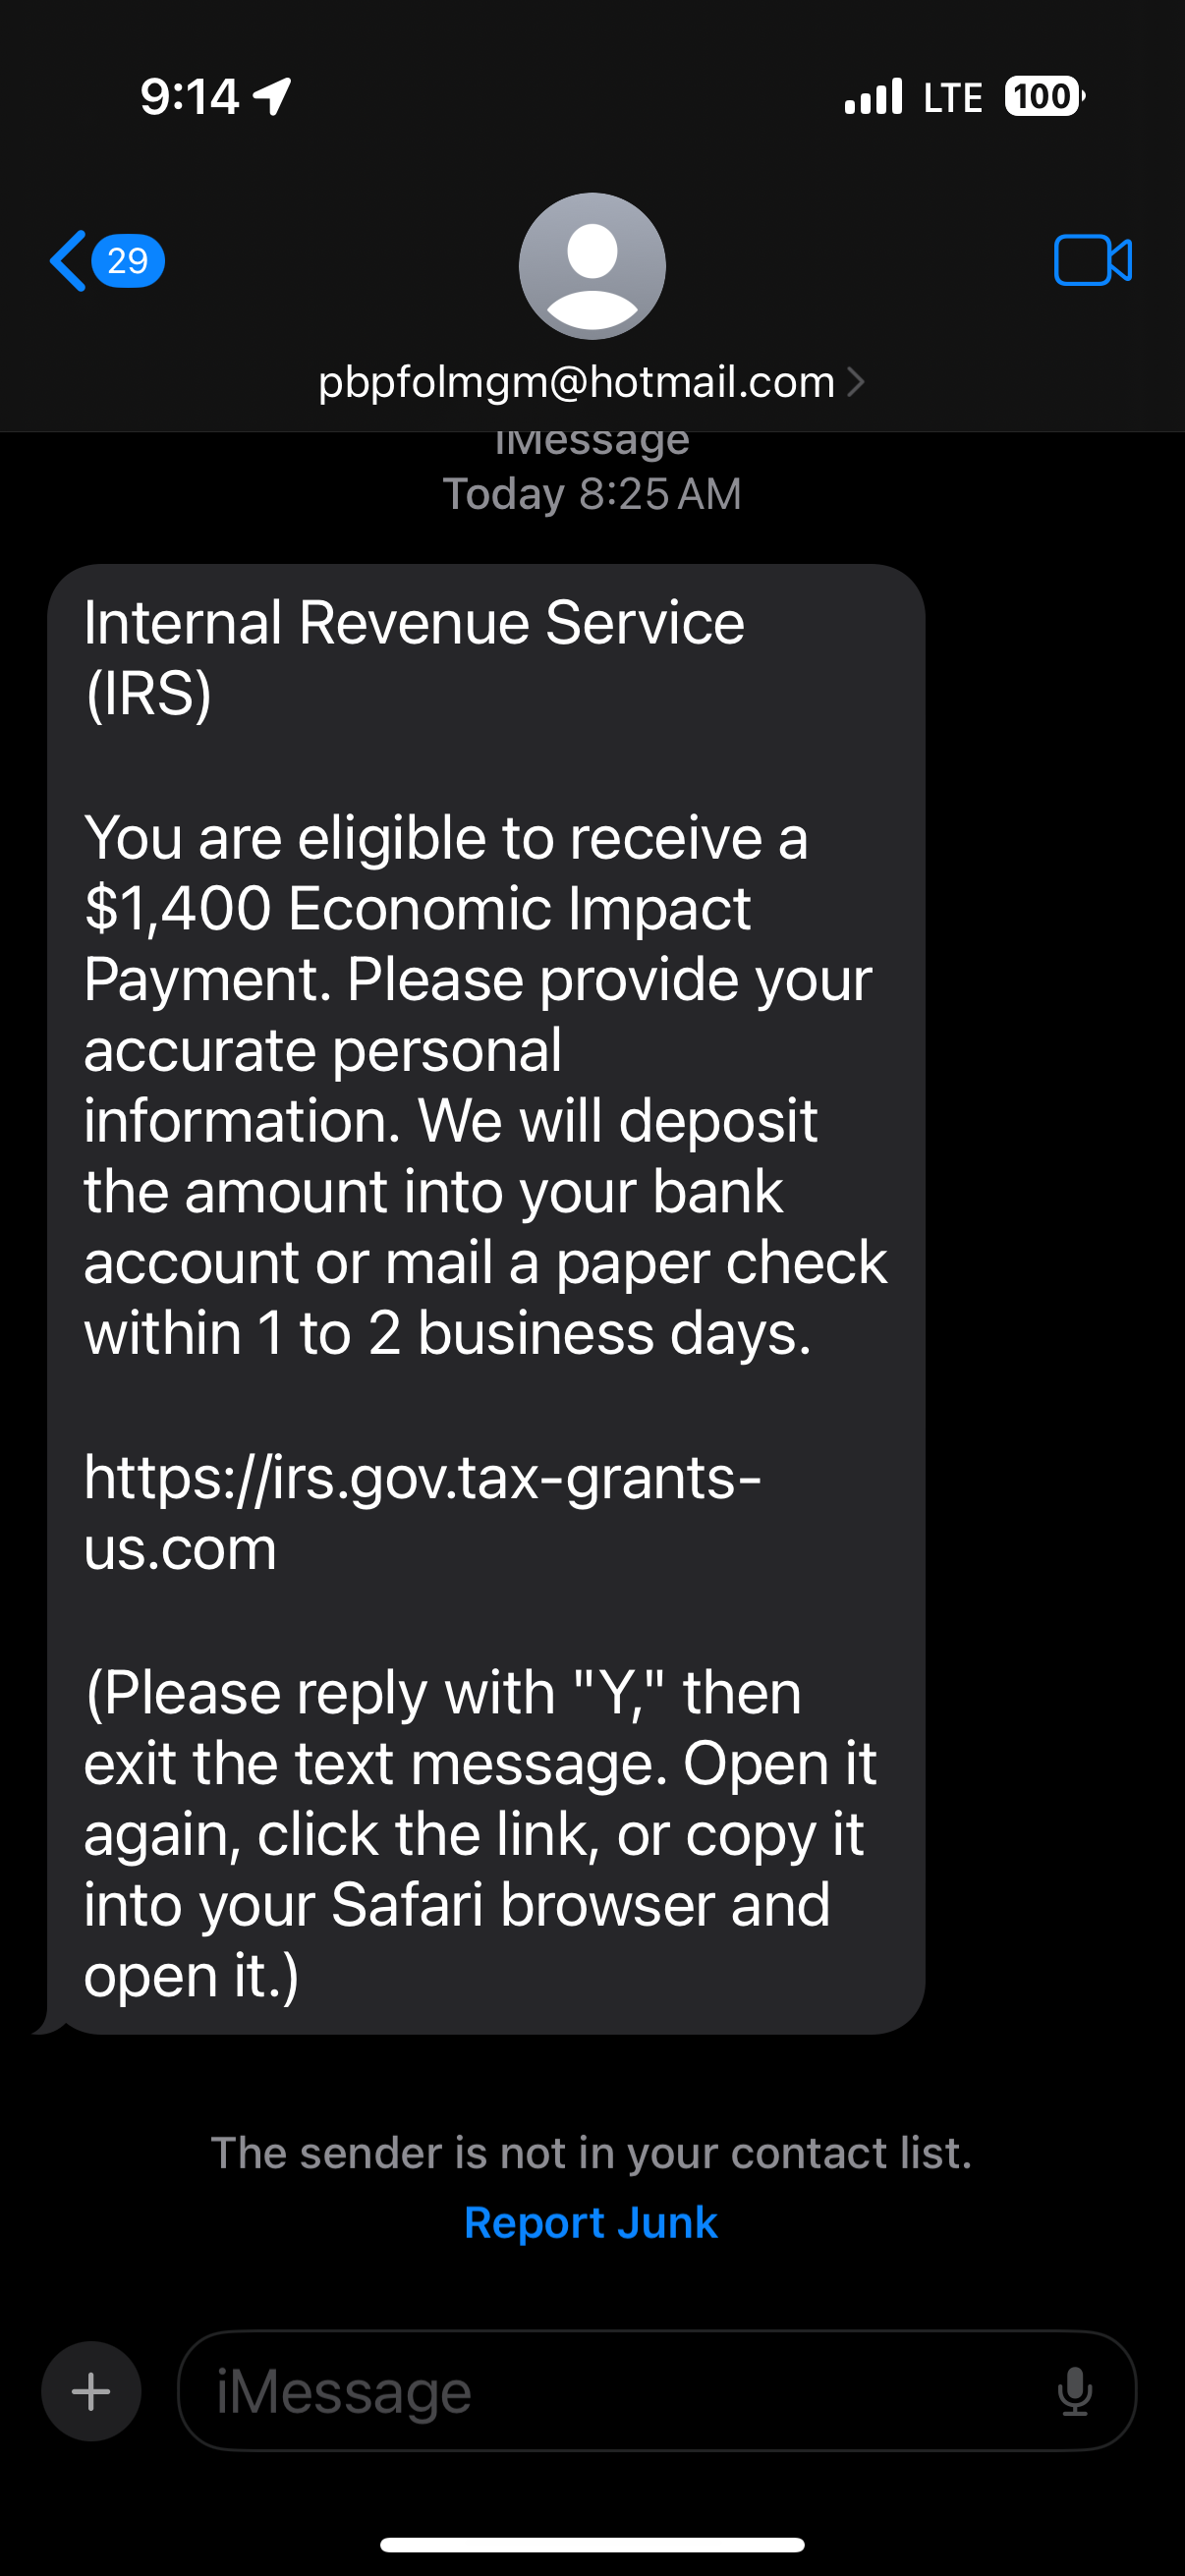 9:14
LTE 100
29
pbpfolmgm@hotmail.com
iMessage
Today 8:25 AM
Internal Revenue Service
(IRS)
You are eligible to receive a
$1,400 Economic Impact
Payment. Please provide your
accurate personal
information. We will deposit
the amount into your bank
account or mail a paper check
within 1 to 2 business days.
https://irs.gov.tax-grants-
us.com
(Please reply with "Y," then
exit the text message. Open it
again, click the link, or copy it
into your Safari browser and
open it.)
The sender is not in your contact list.
Report Junk
iMessage